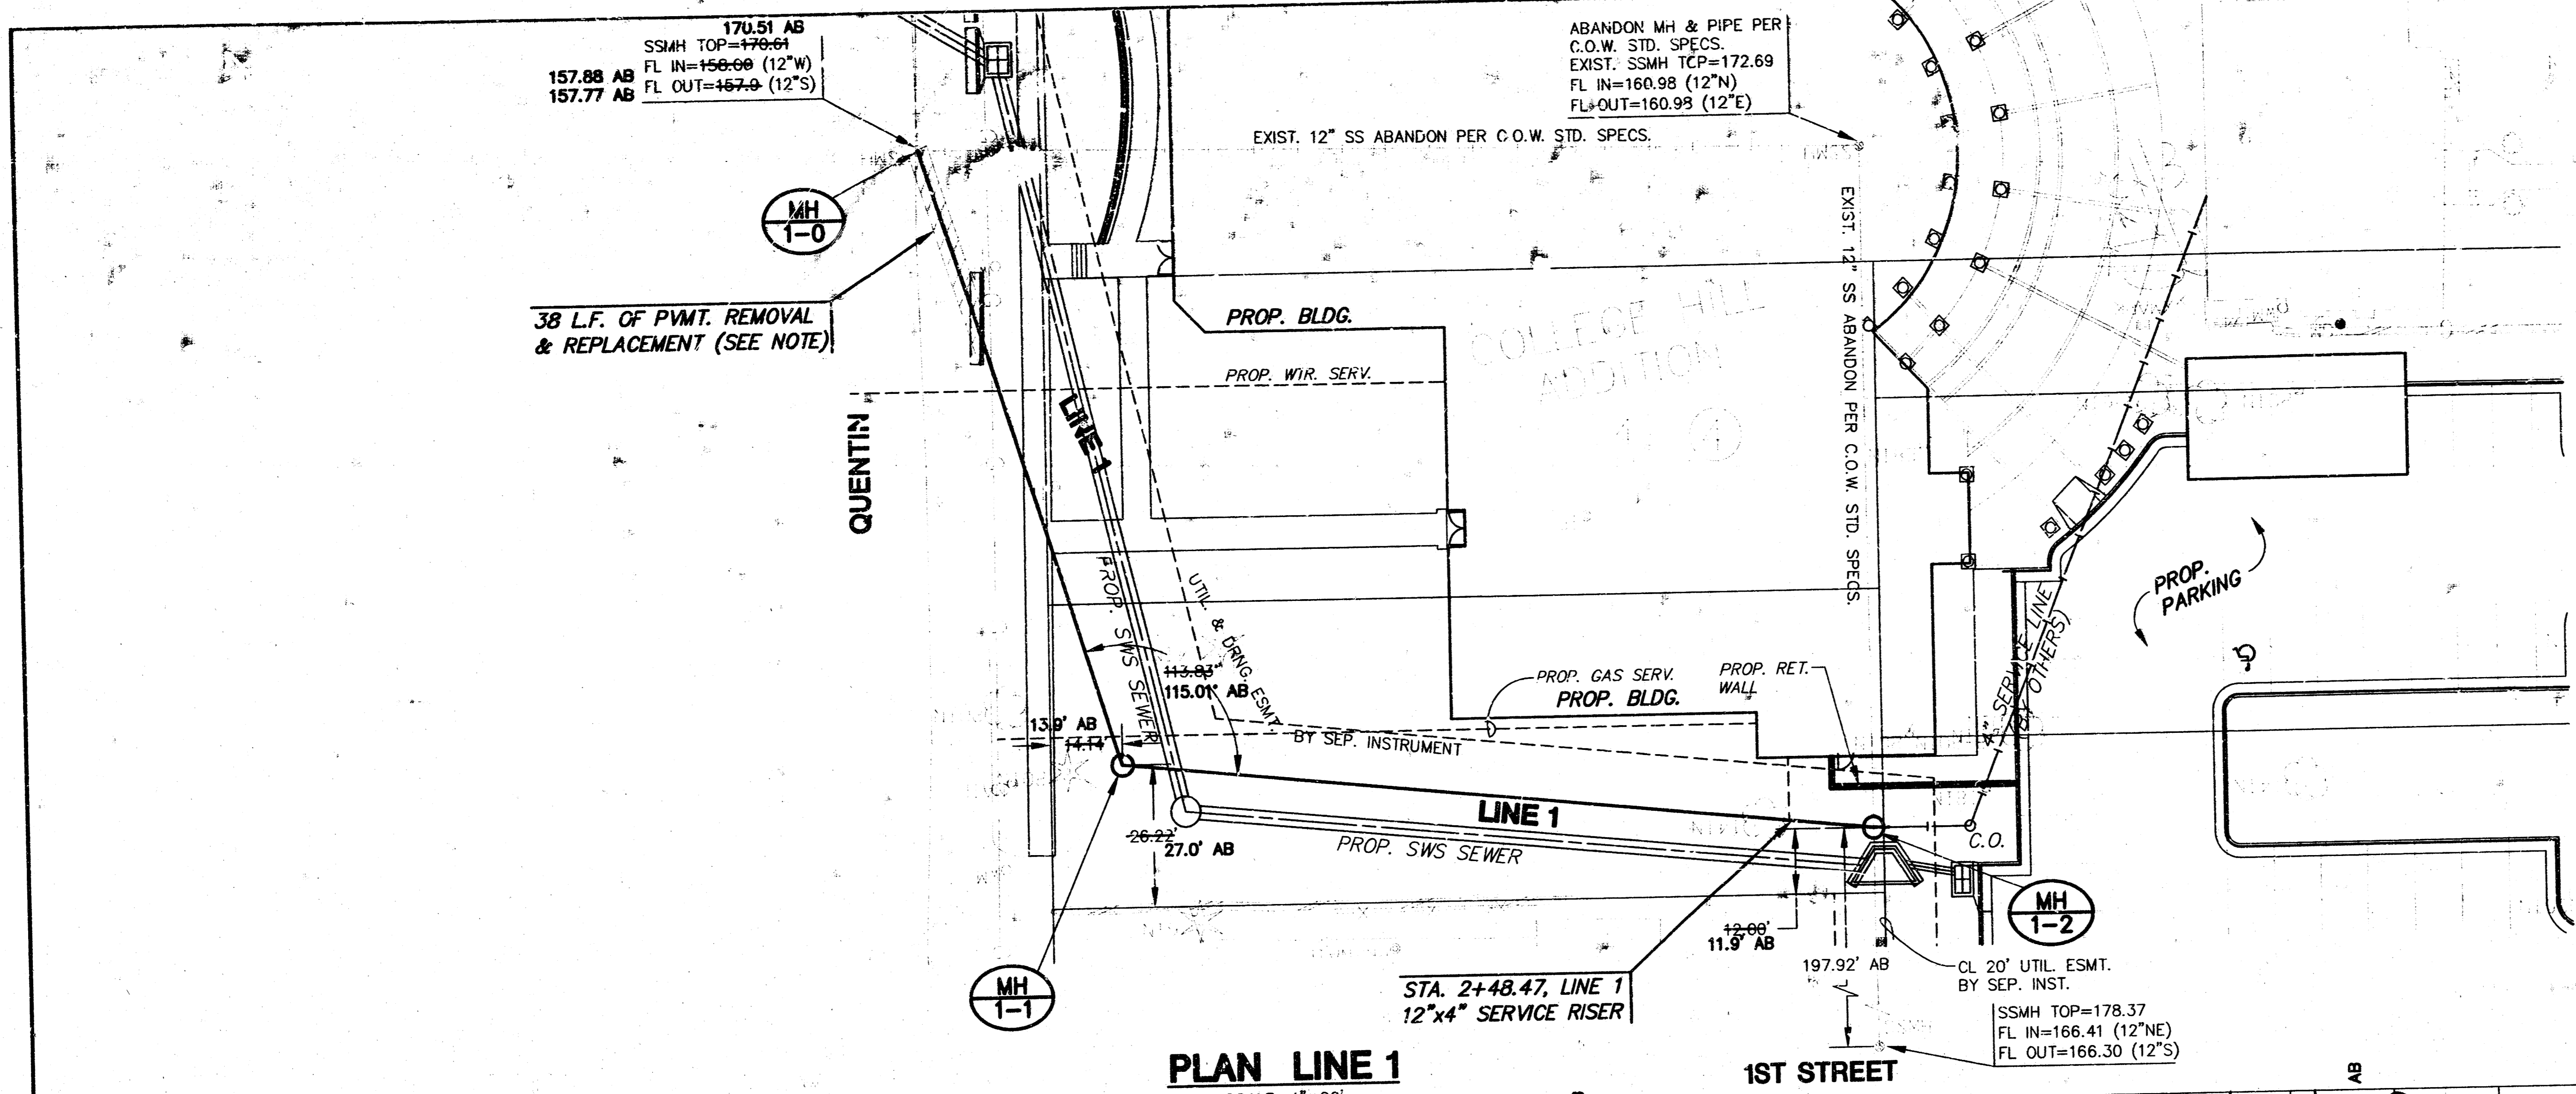 170.51 AB
SSMH TOP=170.61
FL IN=158.00 (12"W)
157.88 AB
FL OUT=157.9 (12"S)
157.77 AB
ABANDON MH & PIPE PER
C.O.W. STD. SPECS.
EXIST. SSMH TOP=172.69
FL IN=160.98 (12"N)
FL OUT=160.98 (12"E)
EXIST. 12" SS ABANDON PER C.O.W. STD. SPECS.
MH
1-0
38 L.F. OF PVMT. REMOVAL
& REPLACEMENT (SEE NOTE)
PROP. BLDG.
COLLEGE HILL
ADDITION
1
PROP. WTR. SERV.
EXIST. 12" SS ABANDON PER C.O.W. STD. SPECS.
QUENTIN
LINE 1
PROP. SWS SEWER
UTIL. & DRNG. ESMT.
BY SEP. INSTRUMENT
113.83°
115.01° AB
13.9' AB
14.14'
26.22'
27.0' AB
PROP. GAS SERV.
PROP. BLDG.
PROP. RET.
WALL
4" SERVICE LINE
(BY OTHERS)
PROP.
PARKING
LINE 1
PROP. SWS SEWER
C.O.
MH
1-2
12.00'
11.9' AB
197.92' AB
CL 20' UTIL. ESMT.
BY SEP. INST.
MH
1-1
STA. 2+48.47, LINE 1
12"x4" SERVICE RISER
SSMH TOP=178.37
FL IN=166.41 (12"NE)
FL OUT=166.30 (12"S)
PLAN LINE 1
1ST STREET
AB